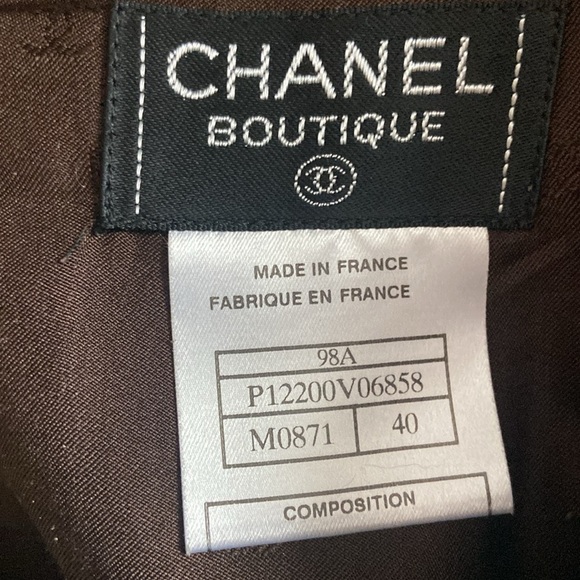 CHANEL
BOUTIQUE
MADE IN FRANCE
FABRIQUE EN FRANCE
98A
P12200V06858
M0871 40
COMPOSITION